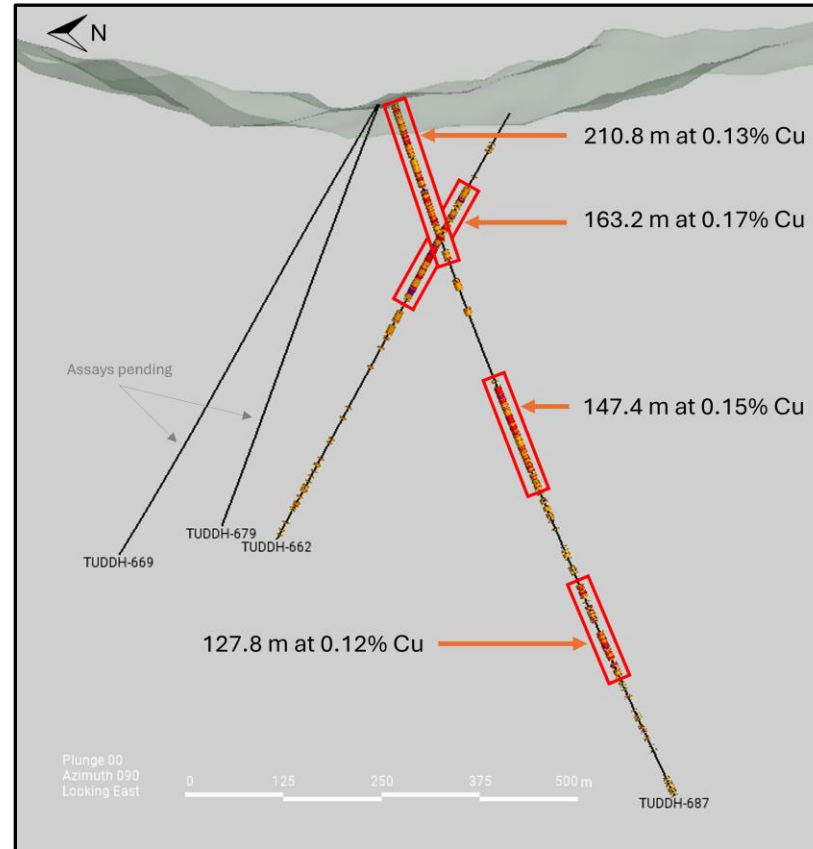 N
210.8 m at 0.13% Cu
163.2 m at 0.17% Cu
Assays pending
147.4 m at 0.15% Cu
TUDDH-679
TUDDH-662
TUDDH-669
127.8 m at 0.12% Cu
Plunge 00
Azimuth 090
Looking East
0 125 250 375 500 m
TUDDH-687